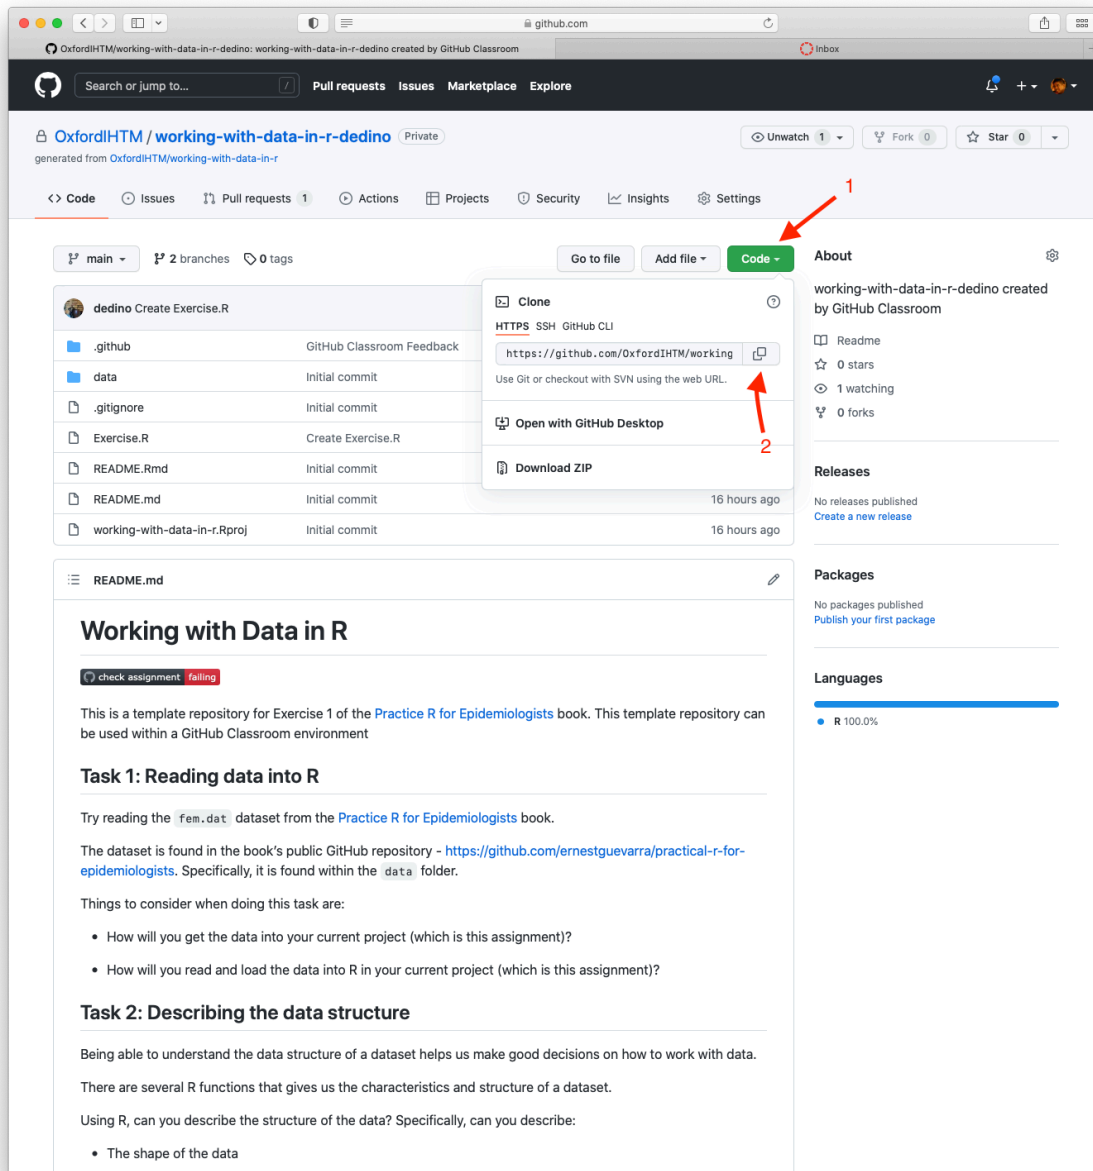 github.com
OxfordIHTM/working-with-data-in-r-dedino: working-with-data-in-r-dedino created by GitHub Classroom
Inbox
Search or jump to...
/
Pull requests Issues Marketplace Explore
OxfordIHTM / working-with-data-in-r-dedino Private
Unwatch 1
Fork 0
Star 0
generated from OxfordIHTM/working-with-data-in-r
<> Code
Issues
Pull requests 1
Actions
Projects
Security
Insights
Settings
1
main
2 branches
0 tags
Go to file
Add file
Code
dedino Create Exercise.R
.github GitHub Classroom Feedback
data Initial commit
.gitignore Initial commit
Exercise.R Create Exercise.R
README.Rmd Initial commit
README.md Initial commit 16 hours ago
working-with-data-in-r.Rproj Initial commit 16 hours ago
Clone
HTTPS SSH GitHub CLI
https://github.com/OxfordIHTM/working
Use Git or checkout with SVN using the web URL.
Open with GitHub Desktop
2
Download ZIP
About
working-with-data-in-r-dedino created
by GitHub Classroom
Readme
0 stars
1 watching
0 forks
Releases
No releases published
Create a new release
Packages
No packages published
Publish your first package
Languages
R 100.0%
README.md
Working with Data in R
check assignment failing
This is a template repository for Exercise 1 of the Practice R for Epidemiologists book. This template repository can
be used within a GitHub Classroom environment
Task 1: Reading data into R
Try reading the fem.dat dataset from the Practice R for Epidemiologists book.
The dataset is found in the book's public GitHub repository - https://github.com/ernestguevarra/practical-r-for-
epidemiologists. Specifically, it is found within the data folder.
Things to consider when doing this task are:
• How will you get the data into your current project (which is this assignment)?
• How will you read and load the data into R in your current project (which is this assignment)?
Task 2: Describing the data structure
Being able to understand the data structure of a dataset helps us make good decisions on how to work with data.
There are several R functions that gives us the characteristics and structure of a dataset.
Using R, can you describe the structure of the data? Specifically, can you describe:
• The shape of the data